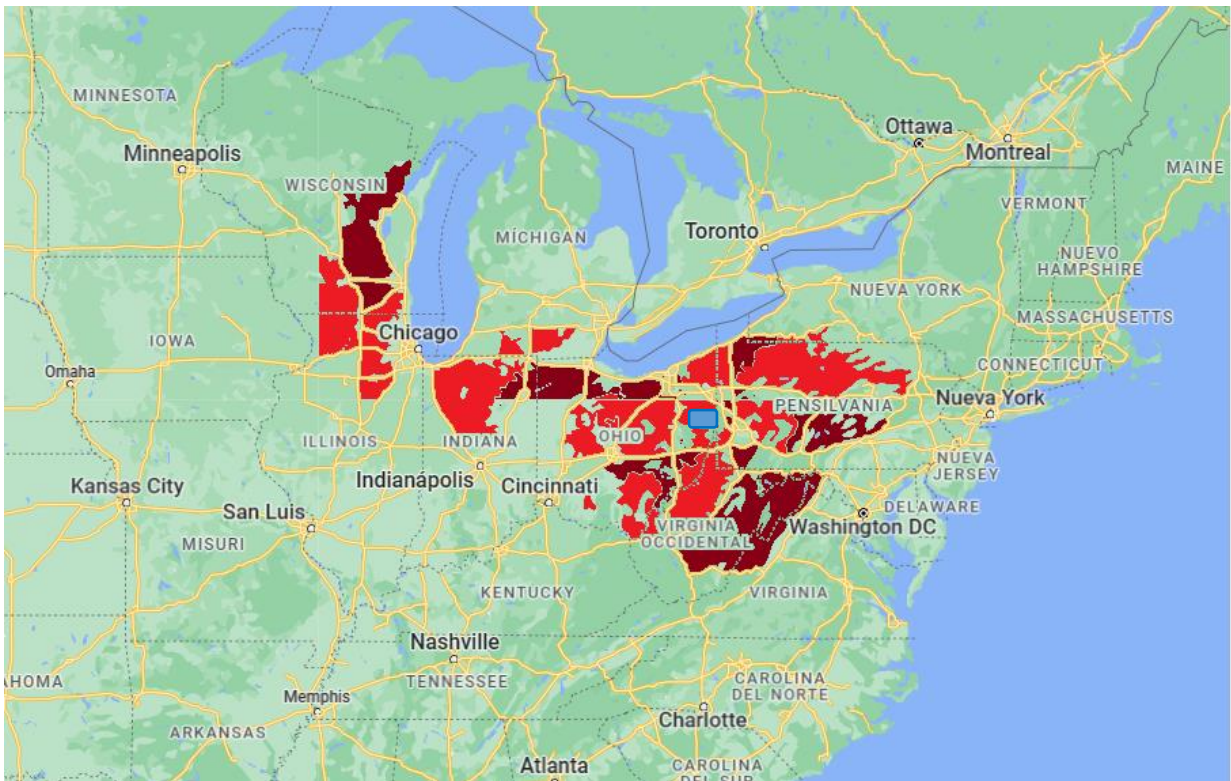 MINNESOTA
Minneapolis
WISCONSIN
Ottawa
Montreal
MAINE
VERMONT
Toronto
MÍCHIGAN
NUEVO
HAMPSHIRE
NUEVA YORK
MASSACHUSETTS
Chicago
IOWA
CONNECTICUT
Omaha
Nueva York
PENSILVANIA
ILLINOIS
INDIANA
OHIO
NUEVA
JERSEY
Indianápolis
Cincinnati
Kansas City
San Luis
DELAWARE
Washington DC
VIRGINIA
OCCIDENTAL
MISURI
KENTUCKY
VIRGINIA
Nashville
TENNESSEE
AHOMA
CAROLINA
DEL NORTE
Memphis
Charlotte
ARKANSAS
CAROLINA
DEL SUR
Atlanta